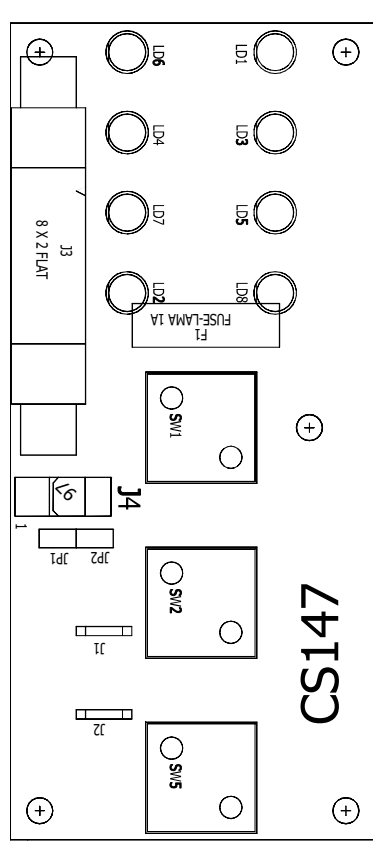 LD6
LD1
LD4
LD3
LD7
LD5
LD2
LD8
J3
8 X 2 FLAT
F1
FUSE-LAMA 1A
SW1
J4
97
1
JP1
JP2
SW2
J1
CS147
J2
SW5